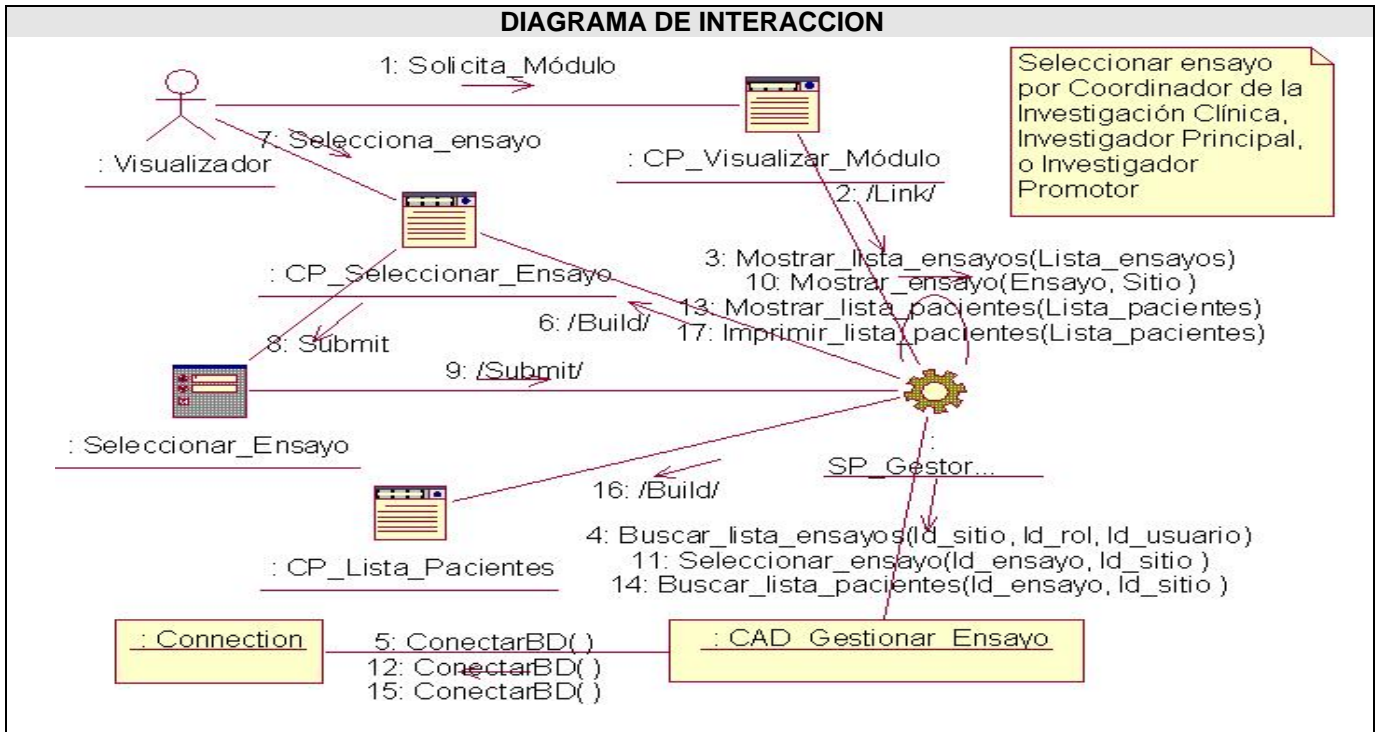 DIAGRAMA DE INTERACCION
1: Solicita_Módulo
Seleccionar ensayo
por Coordinador de la
Investigación Clínica,
Investigador Principal,
o Investigador
Promotor
7: Selecciona_ensayo
: Visualizador
: CP_Visualizar_Módulo
2: /Link/
: CP_Seleccionar_Ensayo
3: Mostrar_lista_ensayos(Lista_ensayos)
10: Mostrar_ensayo(Ensayo, Sitio )
13: Mostrar_lista_pacientes(Lista_pacientes)
17: Imprimir_lista_pacientes(Lista_pacientes)
6: /Build/
8: Submit
9: /Submit/
: Seleccionar_Ensayo
:
SP_Gestor...
16: /Build/
: CP_Lista_Pacientes
4: Buscar_lista_ensayos(Id_sitio, Id_rol, Id_usuario)
11: Seleccionar_ensayo(Id_ensayo, Id_sitio )
14: Buscar_lista_pacientes(Id_ensayo, Id_sitio )
: Connection
5: ConectarBD( )
12: ConectarBD( )
15: ConectarBD( )
: CAD_Gestionar_Ensayo